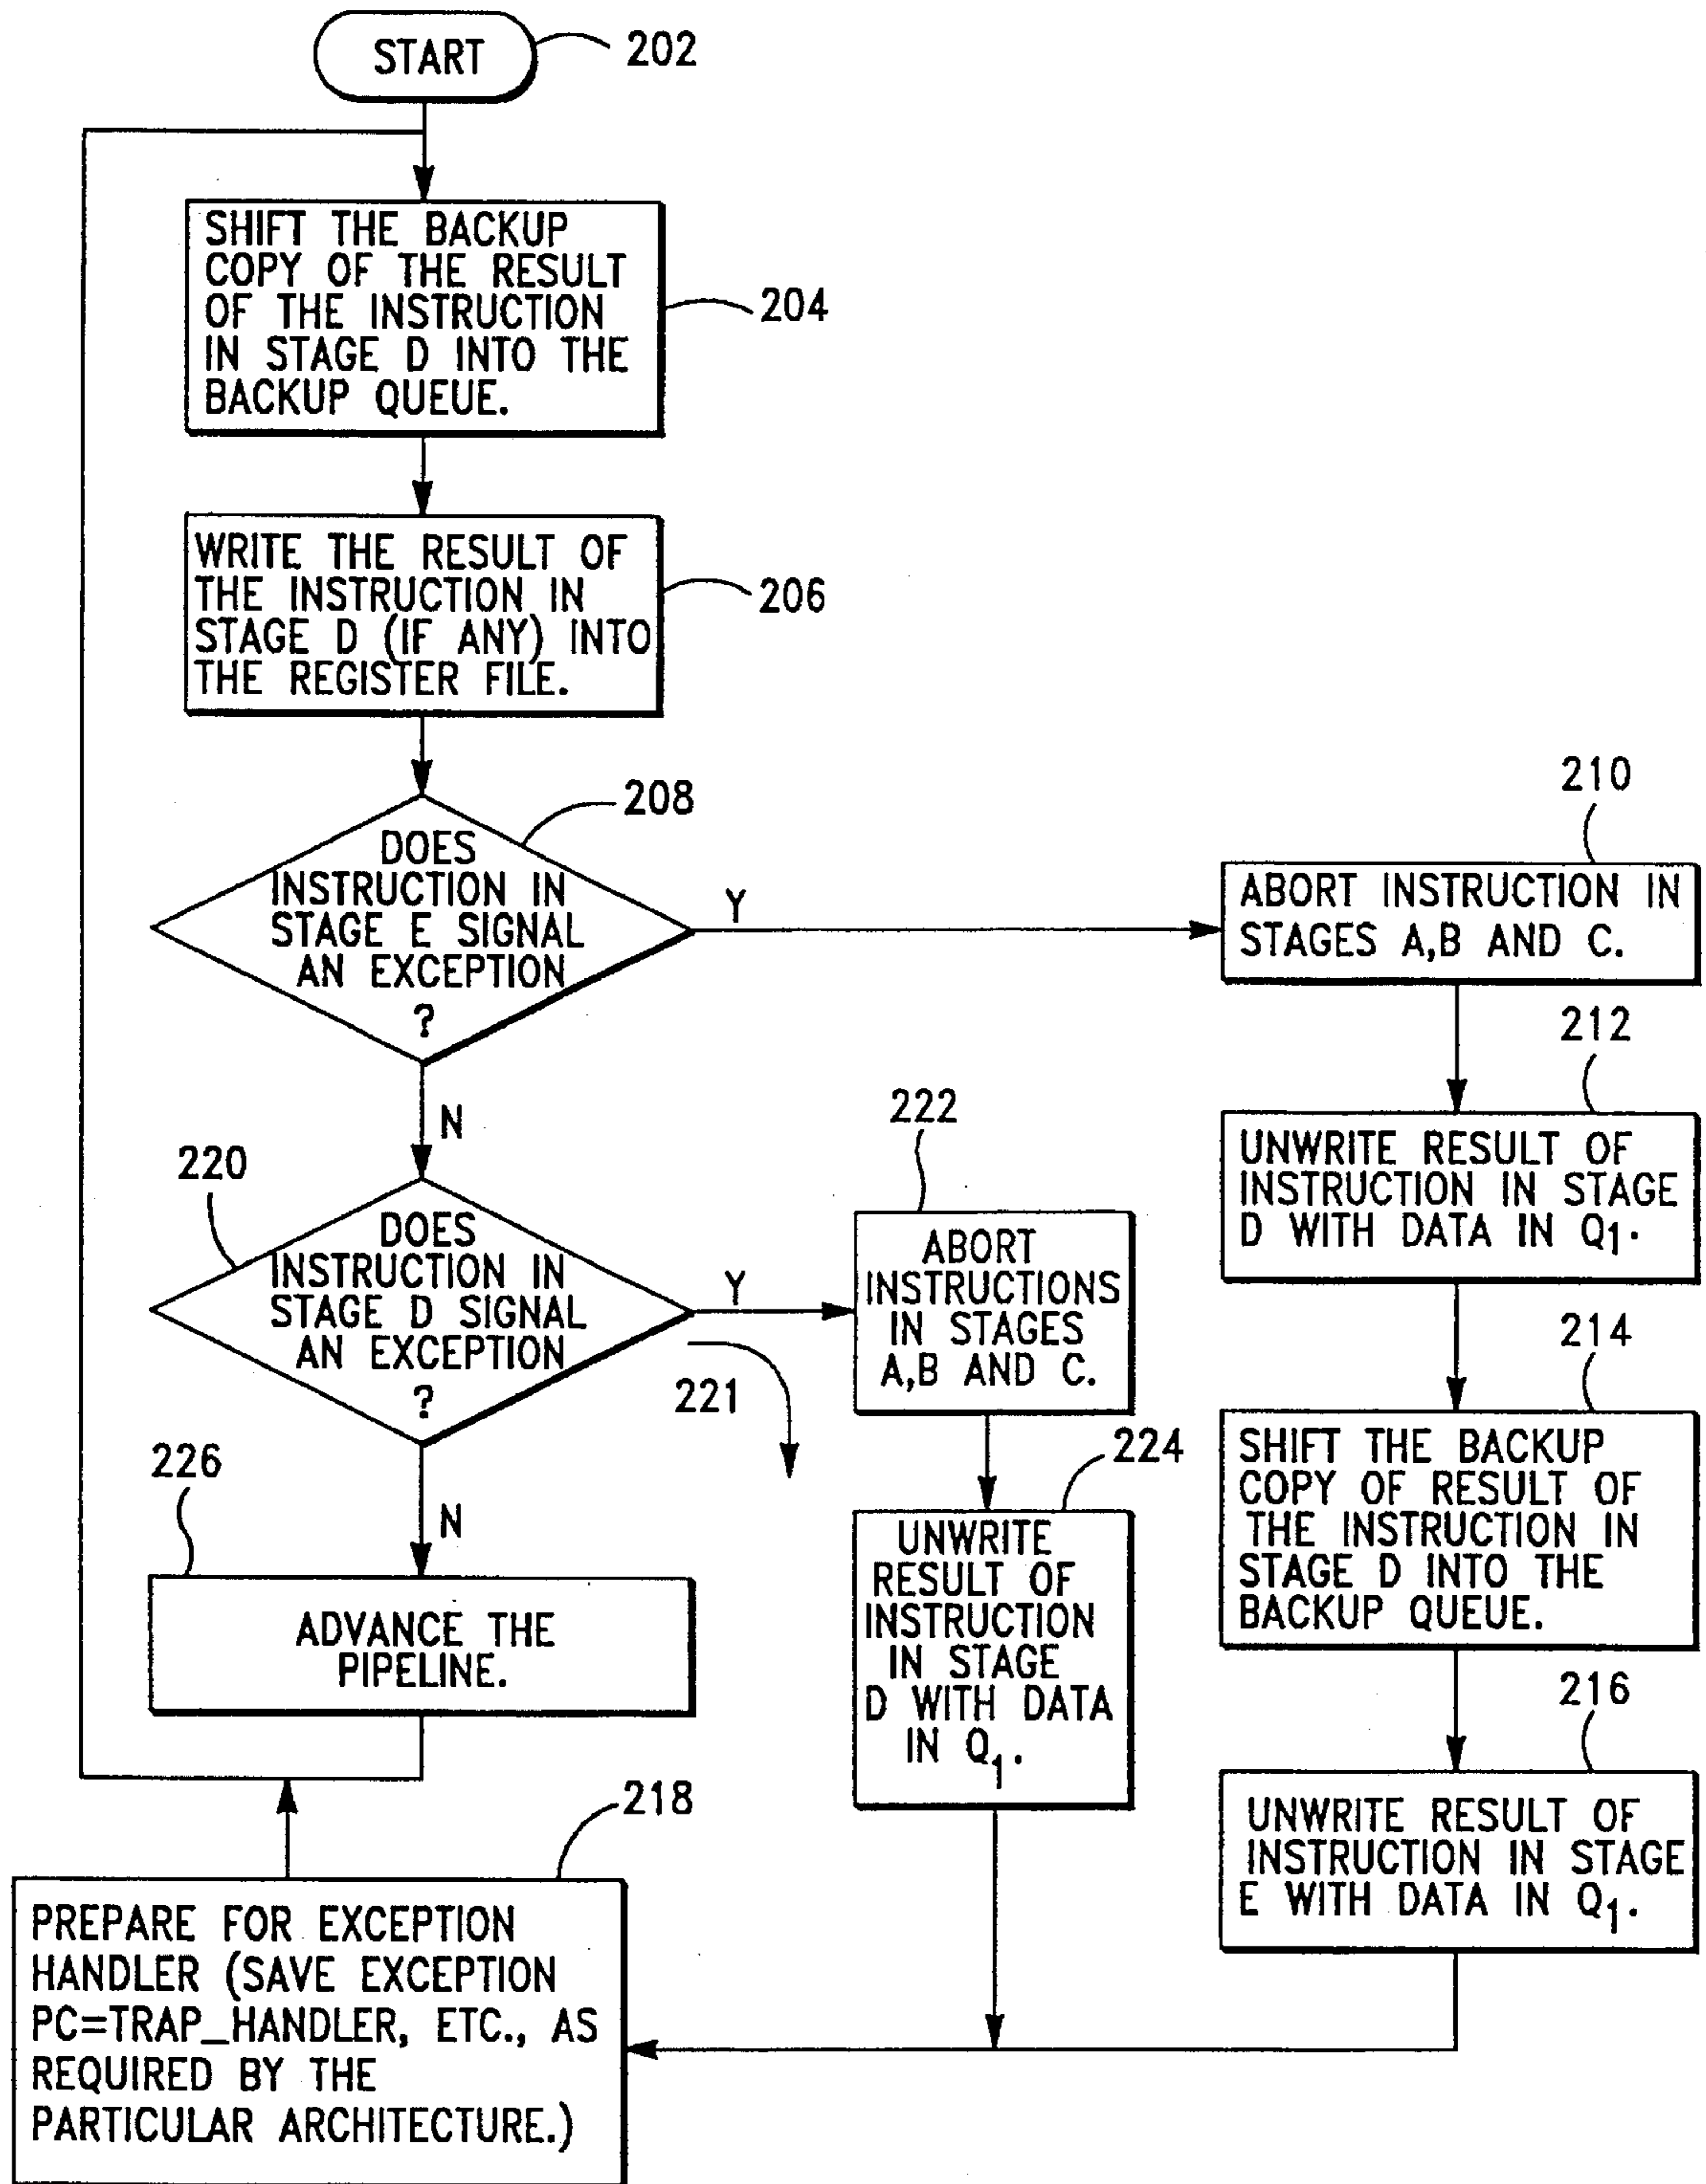 START
202
SHIFT THE BACKUP
COPY OF THE RESULT
OF THE INSTRUCTION
IN STAGE D INTO THE
BACKUP QUEUE.
204
WRITE THE RESULT OF
THE INSTRUCTION IN
STAGE D (IF ANY) INTO
THE REGISTER FILE.
206
208
DOES
INSTRUCTION IN
STAGE E SIGNAL
AN EXCEPTION
?
Y
N
210
ABORT INSTRUCTION IN
STAGES A,B AND C.
212
UNWRITE RESULT OF
INSTRUCTION IN STAGE
D WITH DATA IN Q1.
214
SHIFT THE BACKUP
COPY OF RESULT OF
THE INSTRUCTION IN
STAGE D INTO THE
BACKUP QUEUE.
216
UNWRITE RESULT OF
INSTRUCTION IN STAGE
E WITH DATA IN Q1.
220
DOES
INSTRUCTION IN
STAGE D SIGNAL
AN EXCEPTION
?
Y
221
N
222
ABORT
INSTRUCTIONS
IN STAGES
A,B AND C.
224
UNWRITE
RESULT OF
INSTRUCTION
IN STAGE
D WITH DATA
IN Q1.
226
ADVANCE THE
PIPELINE.
218
PREPARE FOR EXCEPTION
HANDLER (SAVE EXCEPTION
PC=TRAP_HANDLER, ETC., AS
REQUIRED BY THE
PARTICULAR ARCHITECTURE.)